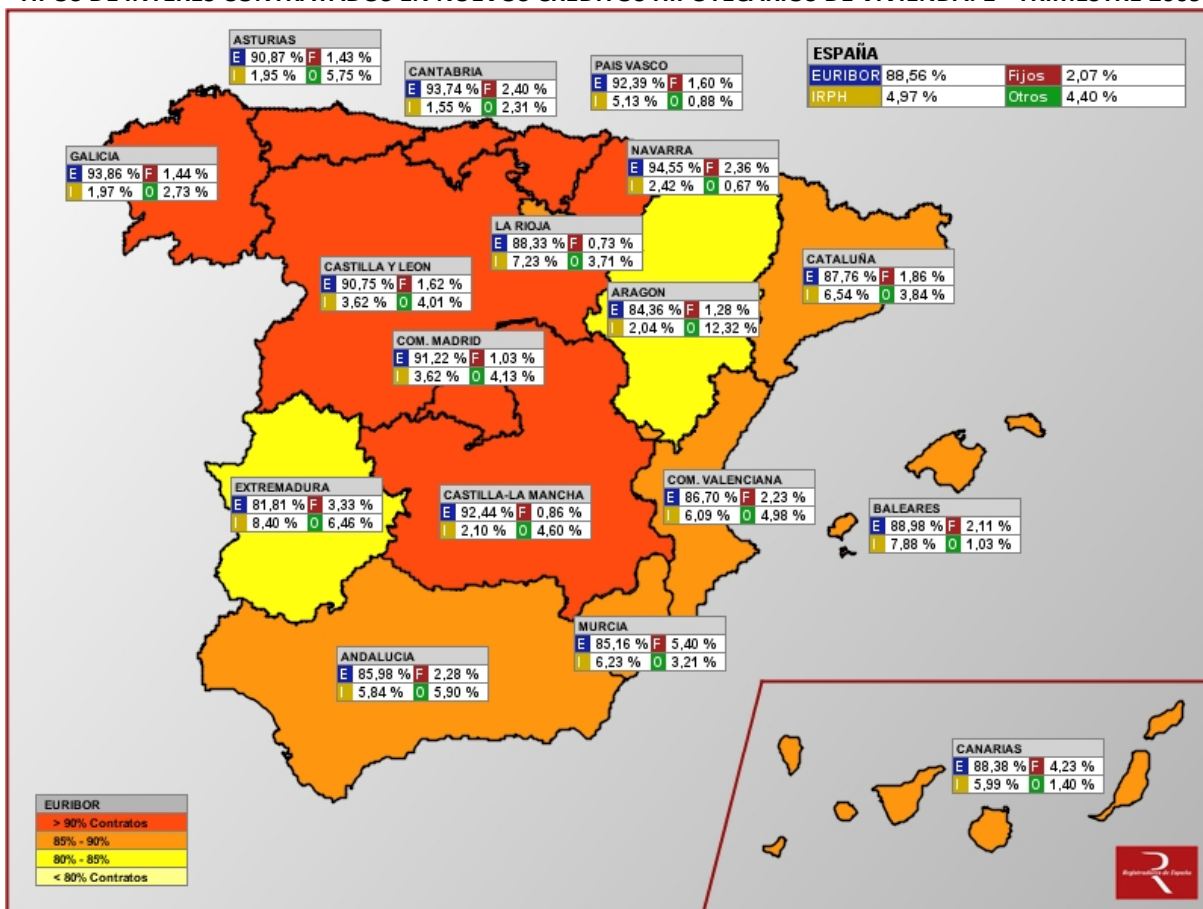 ASTURIAS
E 90,87 % F 1,43 %
I 1,95 % O 5,75 %
CANTABRIA
E 93,74 % F 2,40 %
I 1,55 % O 2,31 %
PAIS VASCO
E 92,39 % F 1,60 %
I 5,13 % O 0,88 %
ESPAÑA
EURIBOR 88,56 % Fijos 2,07 %
IRPH 4,97 % Otros 4,40 %
GALICIA
E 93,86 % F 1,44 %
I 1,97 % O 2,73 %
NAVARRA
E 94,55 % F 2,36 %
I 2,42 % O 0,67 %
LA RIOJA
E 88,33 % F 0,73 %
I 7,23 % O 3,71 %
CASTILLA Y LEON
E 90,75 % F 1,62 %
I 3,62 % O 4,01 %
CATALUÑA
E 87,76 % F 1,86 %
I 6,54 % O 3,84 %
ARAGON
E 84,36 % F 1,28 %
I 2,04 % O 12,32 %
COM. MADRID
E 91,22 % F 1,03 %
I 3,62 % O 4,13 %
EXTREMADURA
E 81,81 % F 3,33 %
I 8,40 % O 6,46 %
CASTILLA-LA MANCHA
E 92,44 % F 0,86 %
I 2,10 % O 4,60 %
COM. VALENCIANA
E 86,70 % F 2,23 %
I 6,09 % O 4,98 %
BALEARES
E 88,98 % F 2,11 %
I 7,88 % O 1,03 %
MURCIA
E 85,16 % F 5,40 %
I 6,23 % O 3,21 %
ANDALUCIA
E 85,98 % F 2,28 %
I 5,84 % O 5,90 %
CANARIAS
E 88,38 % F 4,23 %
I 5,99 % O 1,40 %
EURIBOR
> 90% Contratos
85% - 90%
80% - 85%
< 80% Contratos
R
Registradores de España